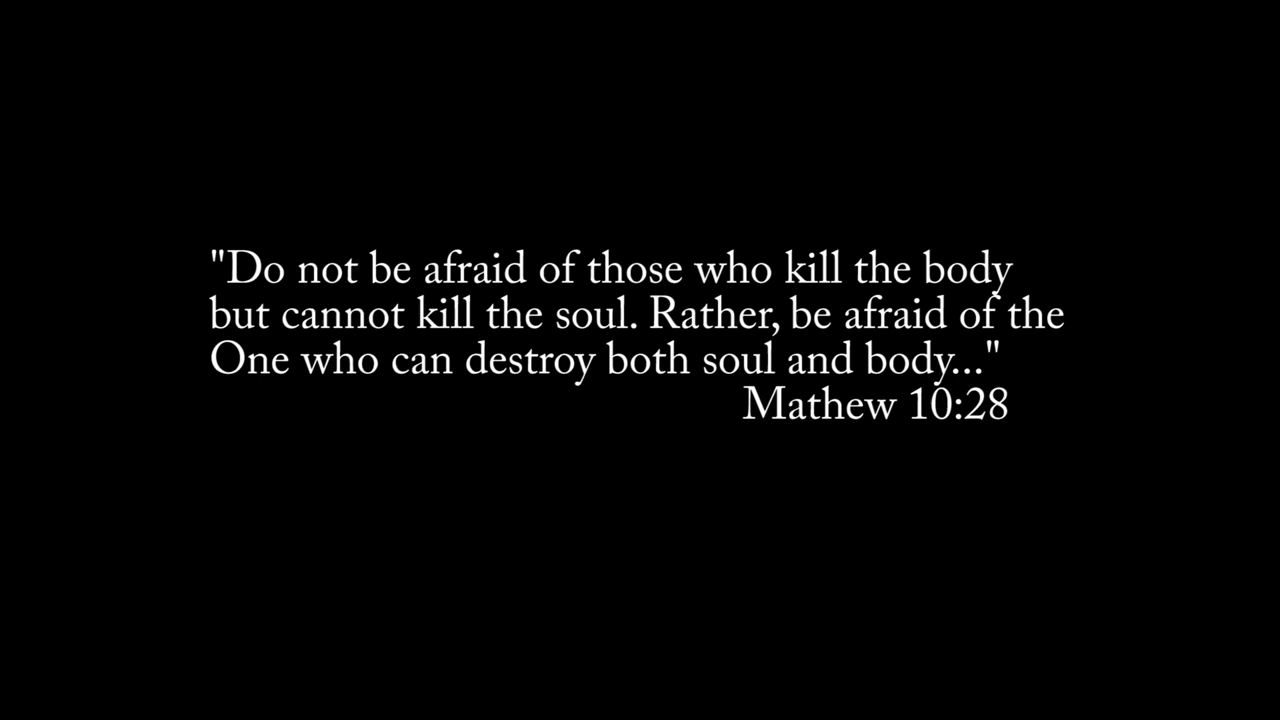 "Do not be afraid of those who kill the body
but cannot kill the soul. Rather, be afraid of the
One who can destroy both soul and body..."
Mathew 10:28